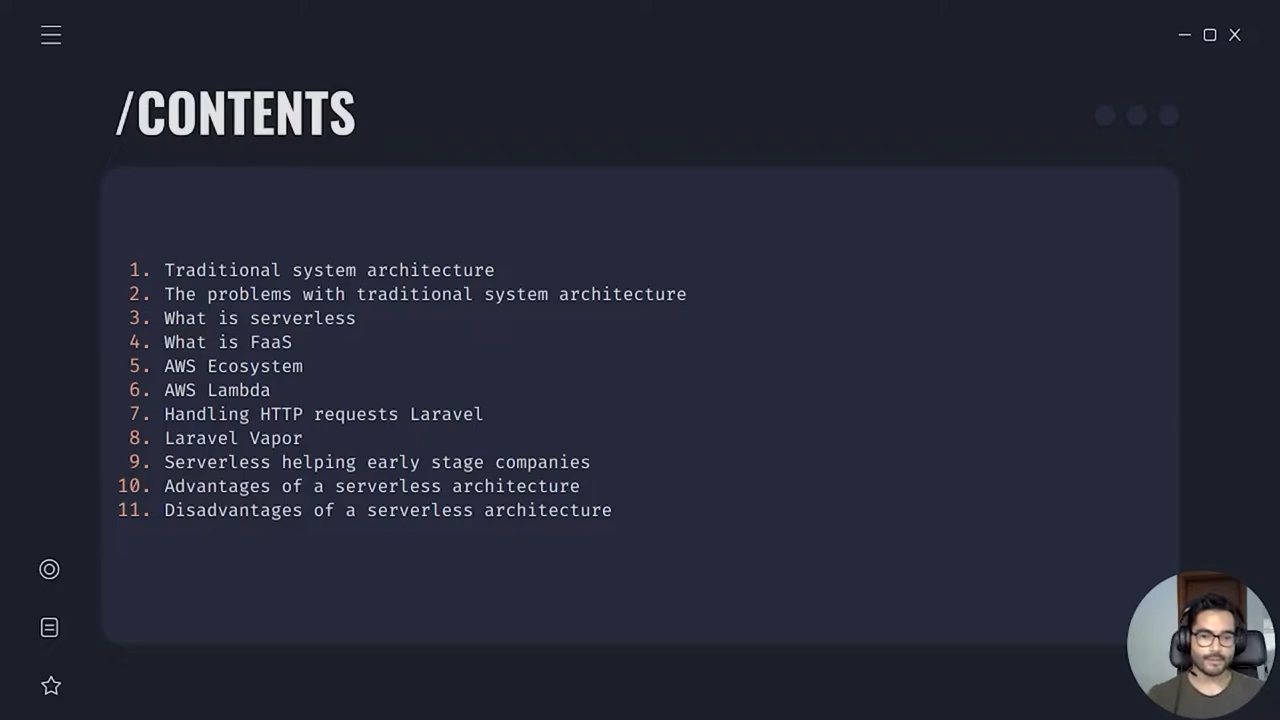 /CONTENTS
1. Traditional system architecture
2. The problems with traditional system architecture
3. What is serverless
4. What is FaaS
5. AWS Ecosystem
6. AWS Lambda
7. Handling HTTP requests Laravel
8. Laravel Vapor
9. Serverless helping early stage companies
10. Advantages of a serverless architecture
11. Disadvantages of a serverless architecture